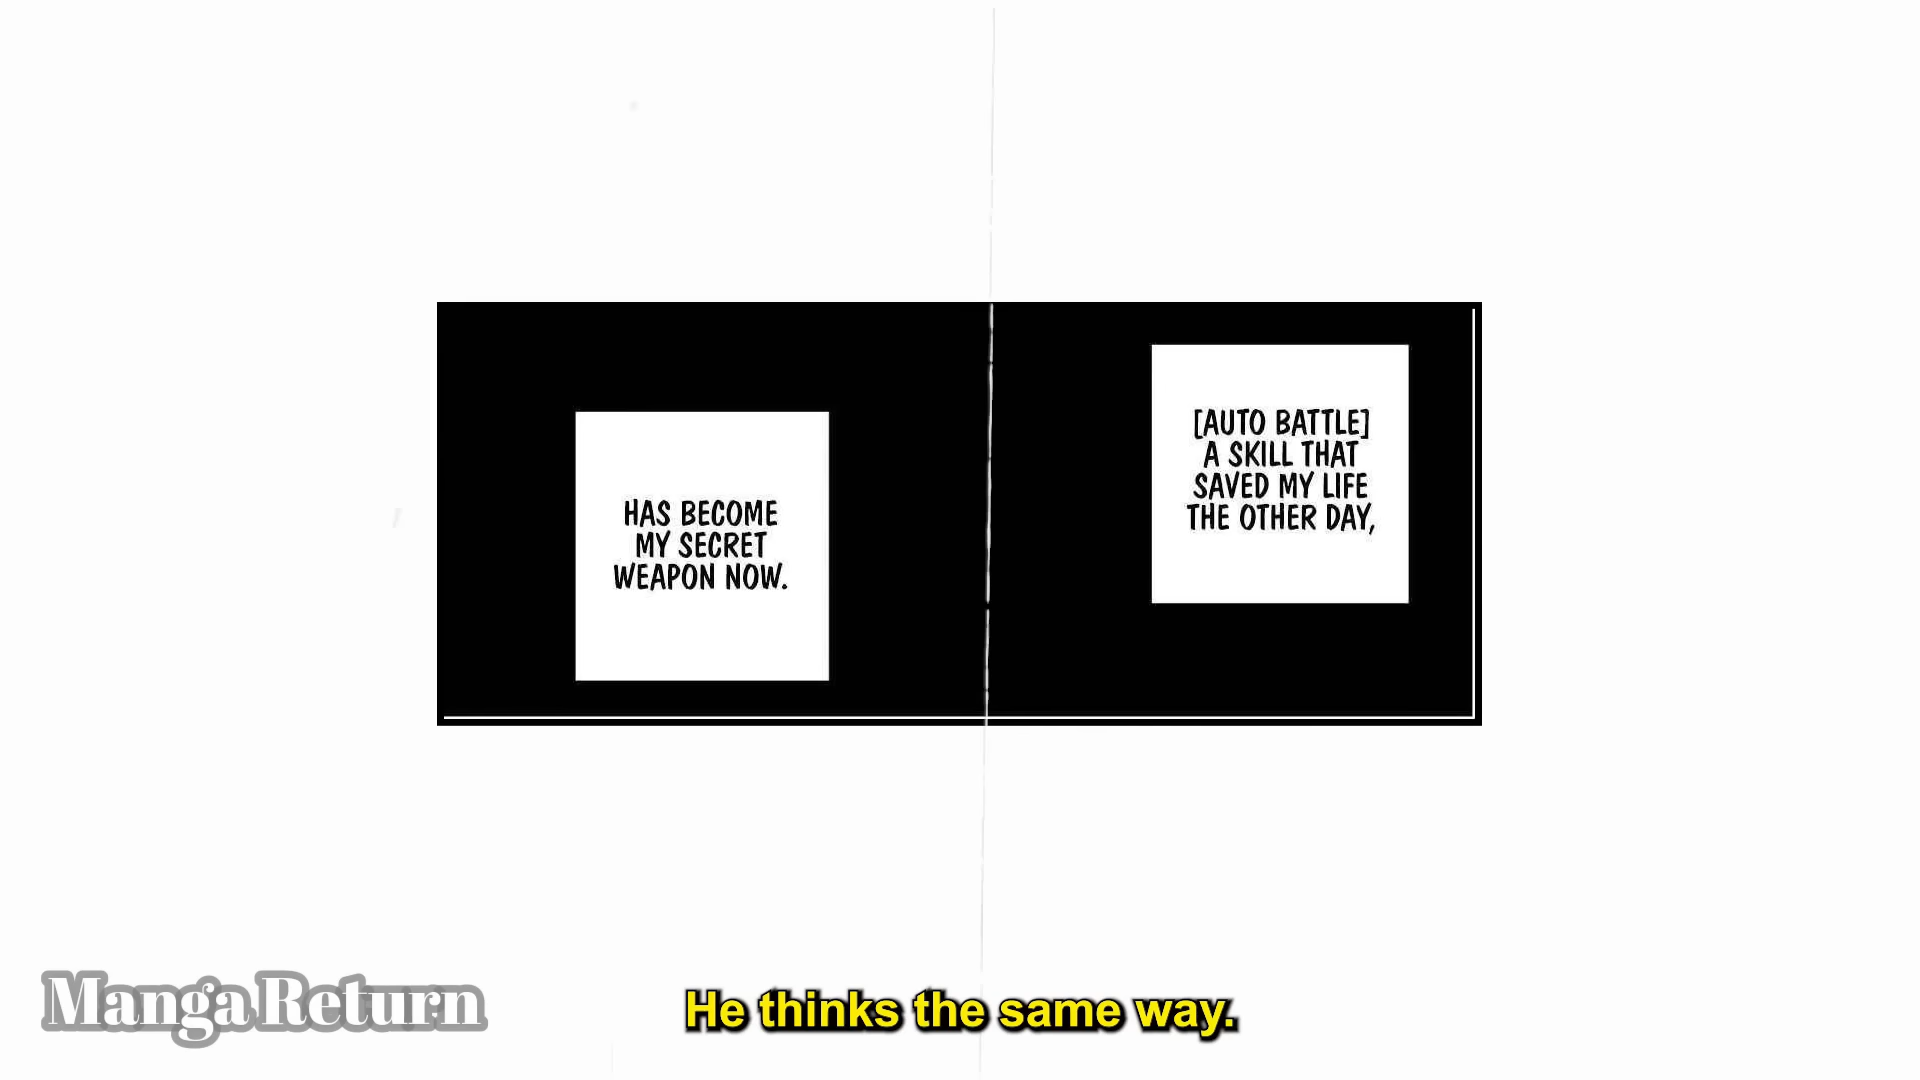 [AUTO BATTLE]
A SKILL THAT
SAVED MY LIFE
THE OTHER DAY,
HAS BECOME
MY SECRET
WEAPON NOW.
Manga Return
He thinks the same way.